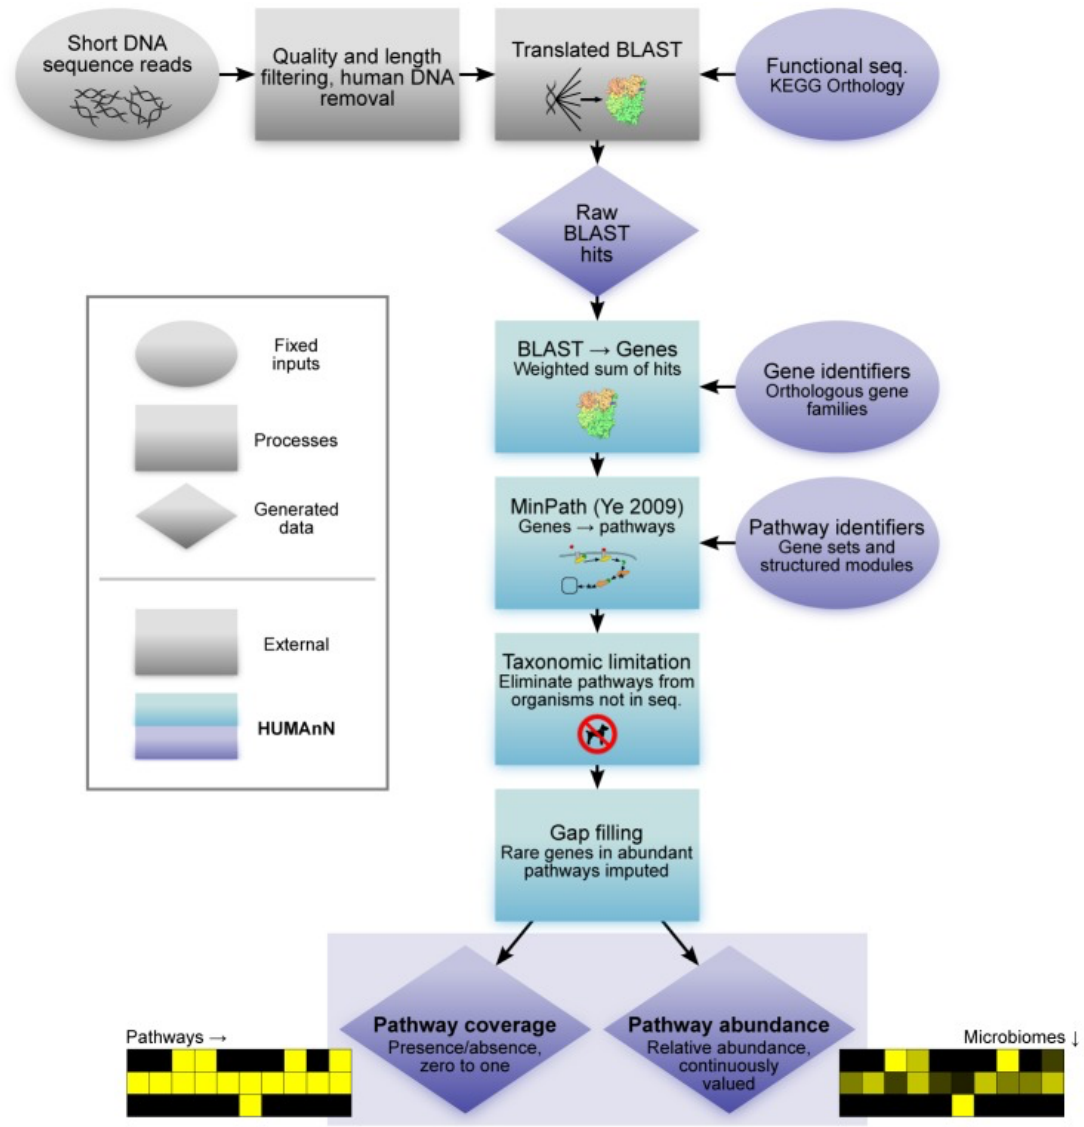 Short DNA
sequence reads
Quality and length
filtering, human DNA
removal
Translated BLAST
Functional seq.
KEGG Orthology
Raw
BLAST
hits
Fixed
inputs
Processes
Generated
data
External
HUMAnN
BLAST → Genes
Weighted sum of hits
Gene identifiers
Orthologous gene
families
MinPath (Ye 2009)
Genes → pathways
Pathway identifiers
Gene sets and
structured modules
Taxonomic limitation
Eliminate pathways from
organisms not in seq.
Gap filling
Rare genes in abundant
pathways imputed
Pathways →
Pathway coverage
Presence/absence,
zero to one
Pathway abundance
Relative abundance,
continuously
valued
Microbiomes ↓